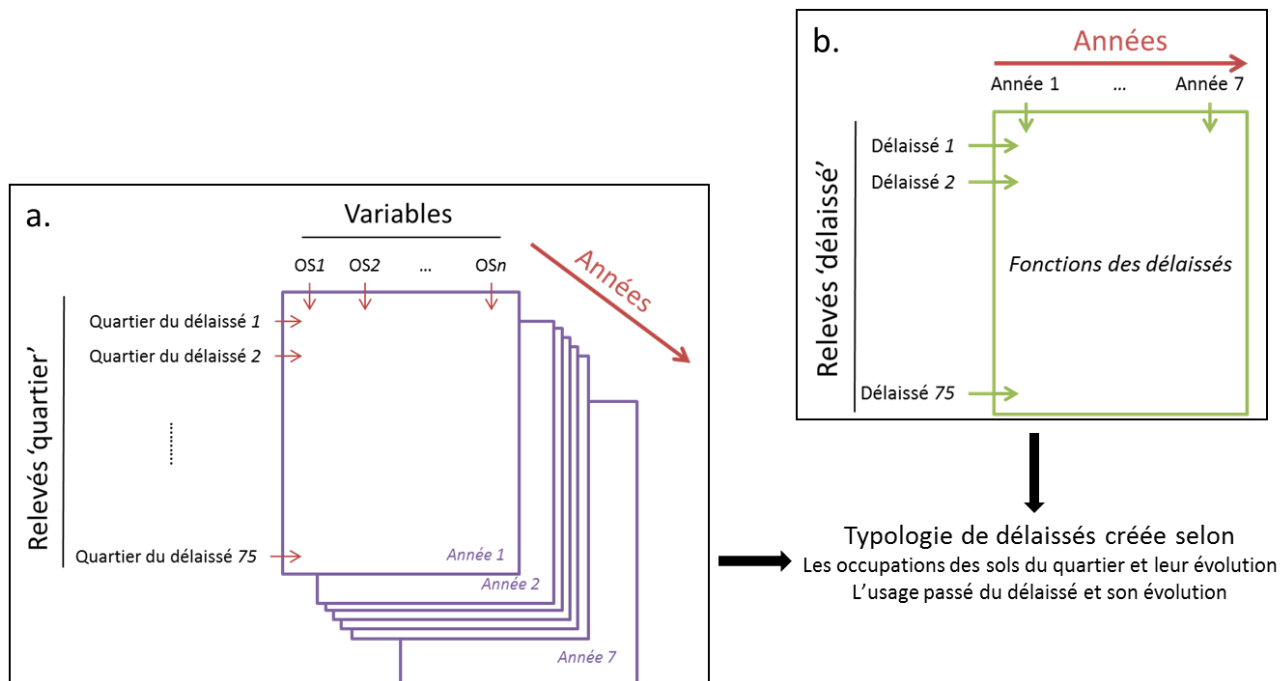 a.
Variables
OS1 OS2 ... OSn
Années
Relevés 'quartier'
Quartier du délaissé 1
Quartier du délaissé 2
Quartier du délaissé 75
Année 1
Année 2
Année 7
b.
Années
Année 1 ... Année 7
Relevés 'délaissé'
Délaissé 1
Délaissé 2
Fonctions des délaissés
Délaissé 75
Typologie de délaissés créée selon
Les occupations des sols du quartier et leur évolution
L'usage passé du délaissé et son évolution